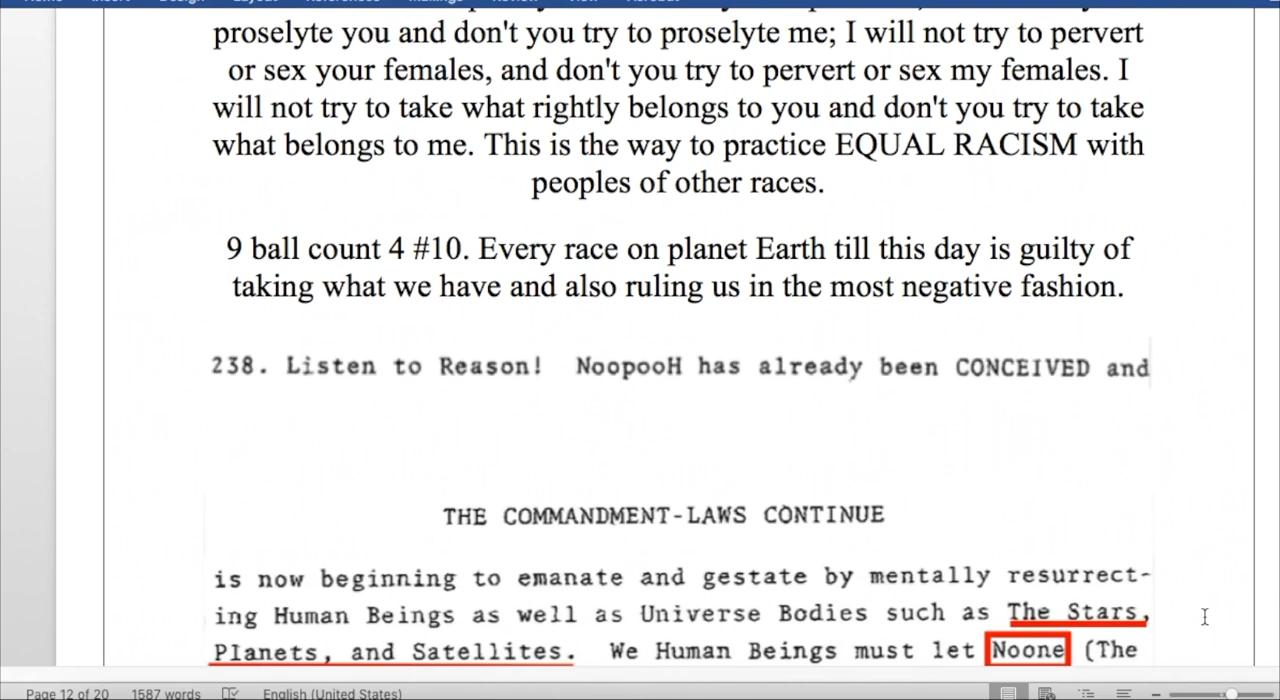 proselyte you and don't you try to proselyte me; I will not try to pervert
or sex your females, and don't you try to pervert or sex my females. I
will not try to take what rightly belongs to you and don't you try to take
what belongs to me. This is the way to practice EQUAL RACISM with
peoples of other races.
9 ball count 4 #10. Every race on planet Earth till this day is guilty of
taking what we have and also ruling us in the most negative fashion.
238. Listen to Reason! NoopooH has already been CONCEIVED and
THE COMMANDMENT-LAWS CONTINUE
is now beginning to emanate and gestate by mentally resurrect-
ing Human Beings as well as Universe Bodies such as The Stars,
Planets, and Satellites. We Human Beings must let Noone (The
Page 12 of 20 1587 words English (United States)